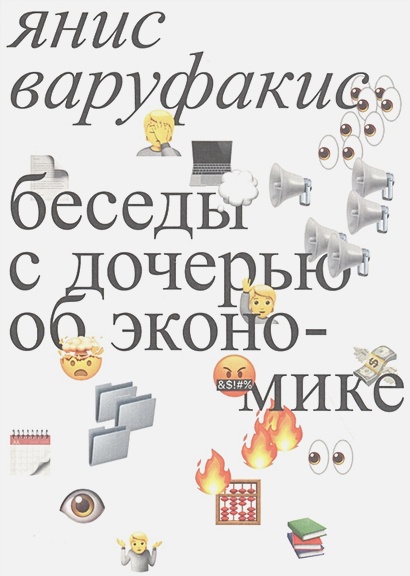 янис
варуфакис
беседы
с дочерью
об эконо-
&$!#%
мике